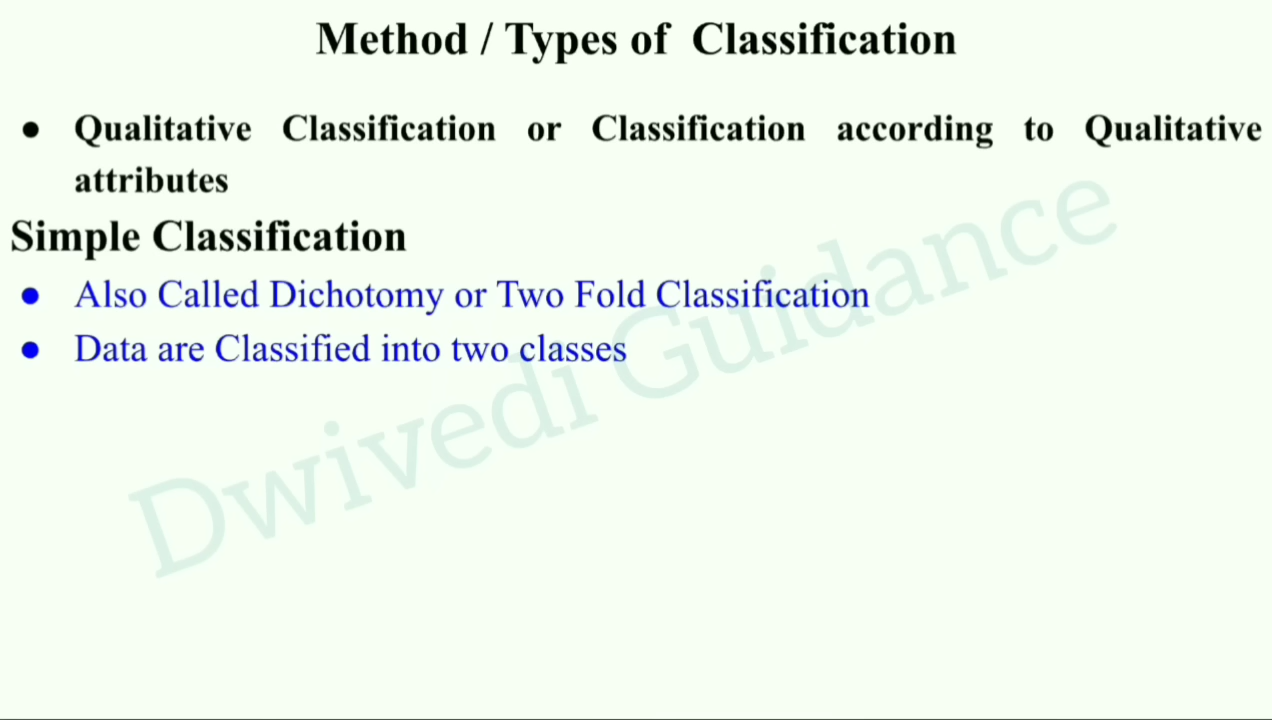 Method / Types of Classification
● Qualitative Classification or Classification according to Qualitative
attributes
Simple Classification
● Also Called Dichotomy or Two Fold Classification
● Data are Classified into two classes
Dwivedi Guidance